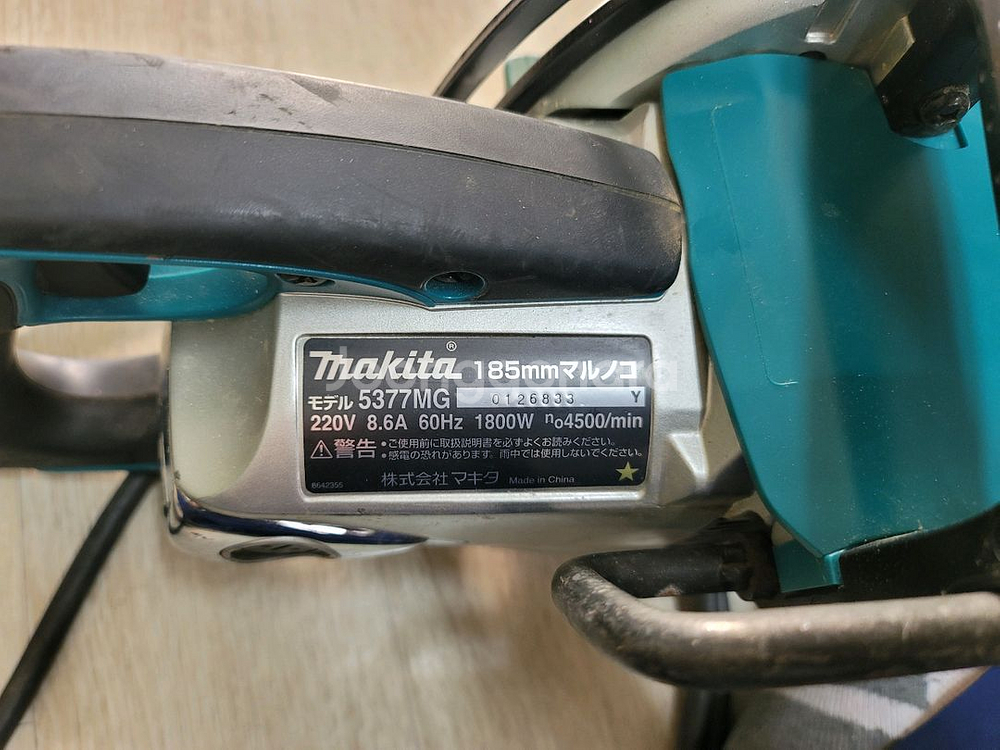 makita® 185mmマルノコ
モデル 5377MG 0126833 Y
220V 8.6A 60Hz 1800W no4500/min
⚠警告 •ご使用前に取扱説明書を必ずよくお読みください。
•感電の恐れがあります。雨中では使用しないでください。
8642355 株式会社 マキタ Made in China